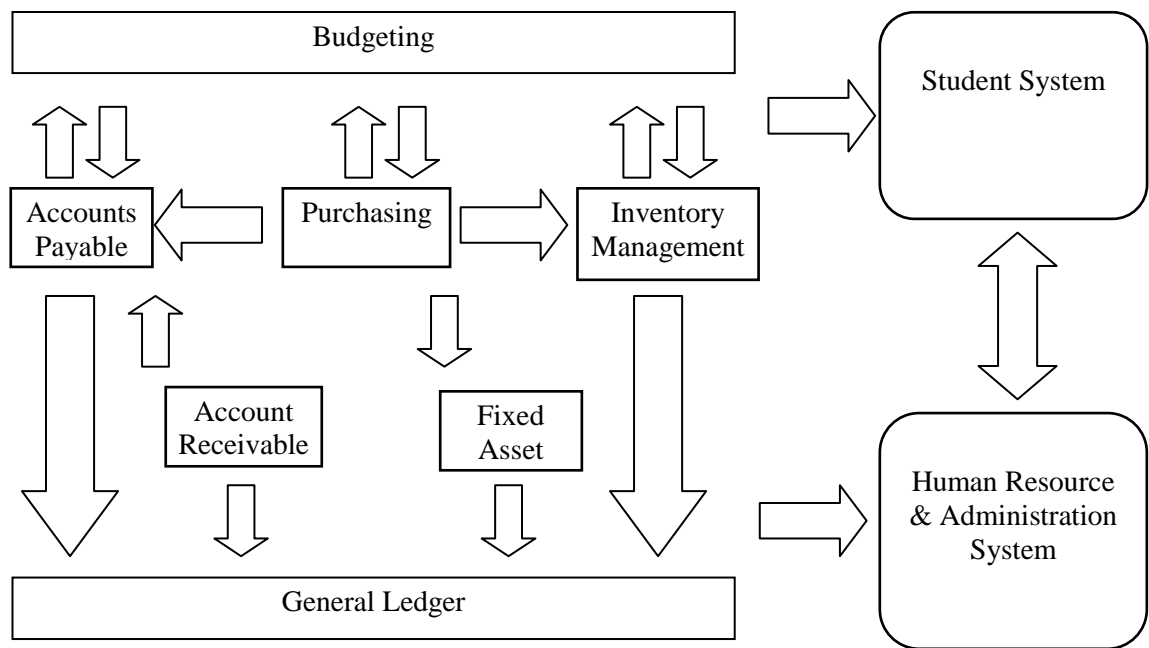 Budgeting
Student System
Accounts
Payable
Purchasing
Inventory
Management
Account
Receivable
Fixed
Asset
Human Resource
& Administration
System
General Ledger